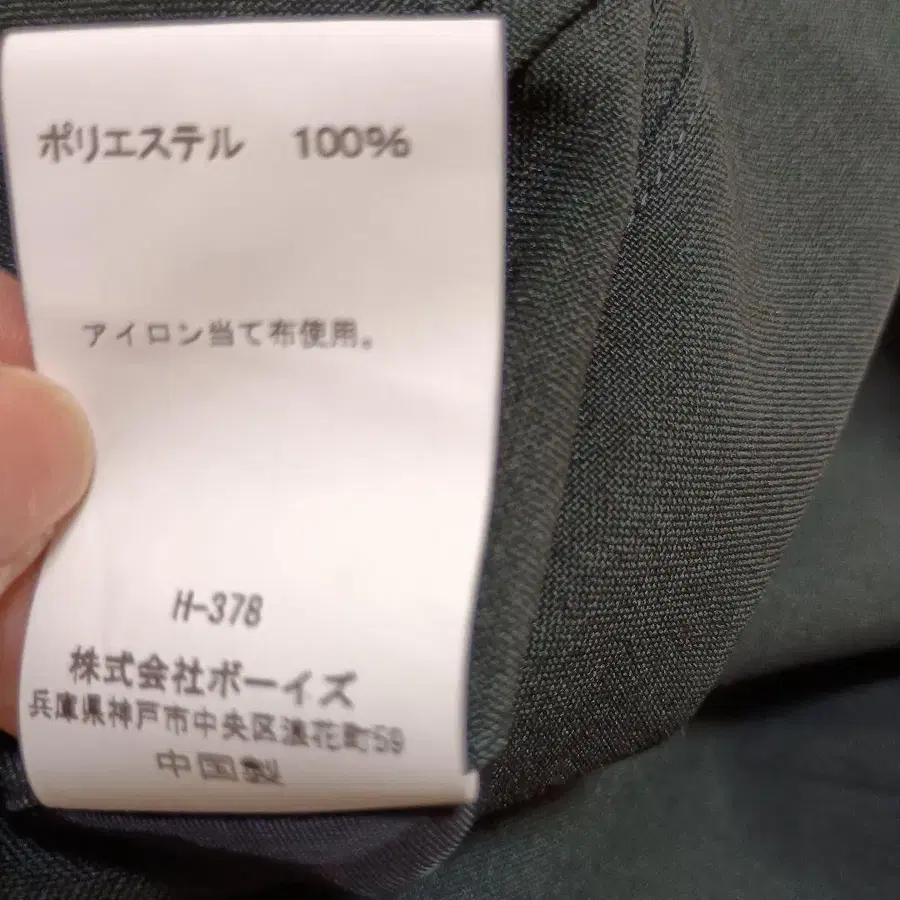 ポリエステル 100%
アイロン当て布使用。
H-378
株式会社ボーイズ
兵庫県神戸市中央区浪花町59
中国製